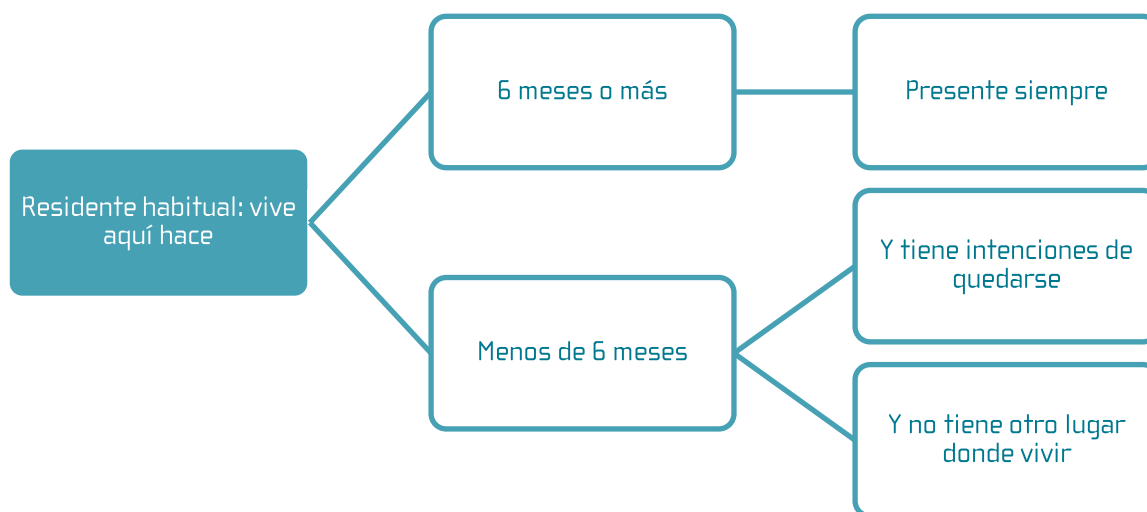 Residente habitual: vive
aquí hace
6 meses o más
Presente siempre
Menos de 6 meses
Y tiene intenciones de
quedarse
Y no tiene otro lugar
donde vivir